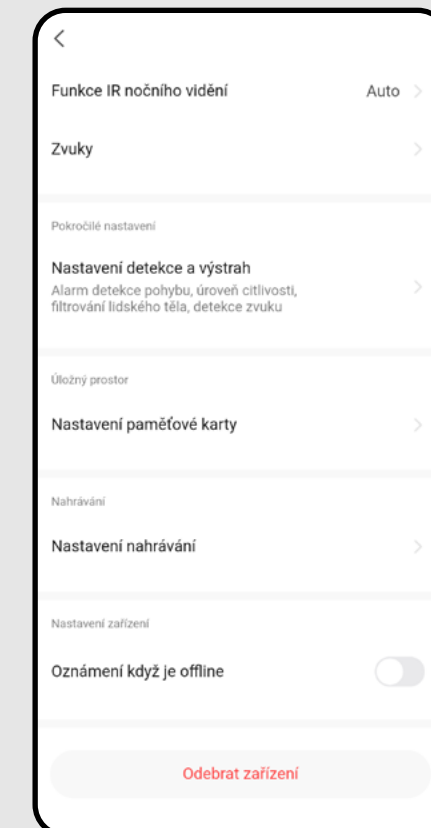 Funkce IR nočního vidění Auto
Zvuky
Pokročilé nastavení
Nastavení detekce a výstrah
Alarm detekce pohybu, úroveň citlivosti,
filtrování lidského těla, detekce zvuku
Úložný prostor
Nastavení paměťové karty
Nahrávání
Nastavení nahrávání
Nastavení zařízení
Oznámení když je offline
Odebrat zařízení